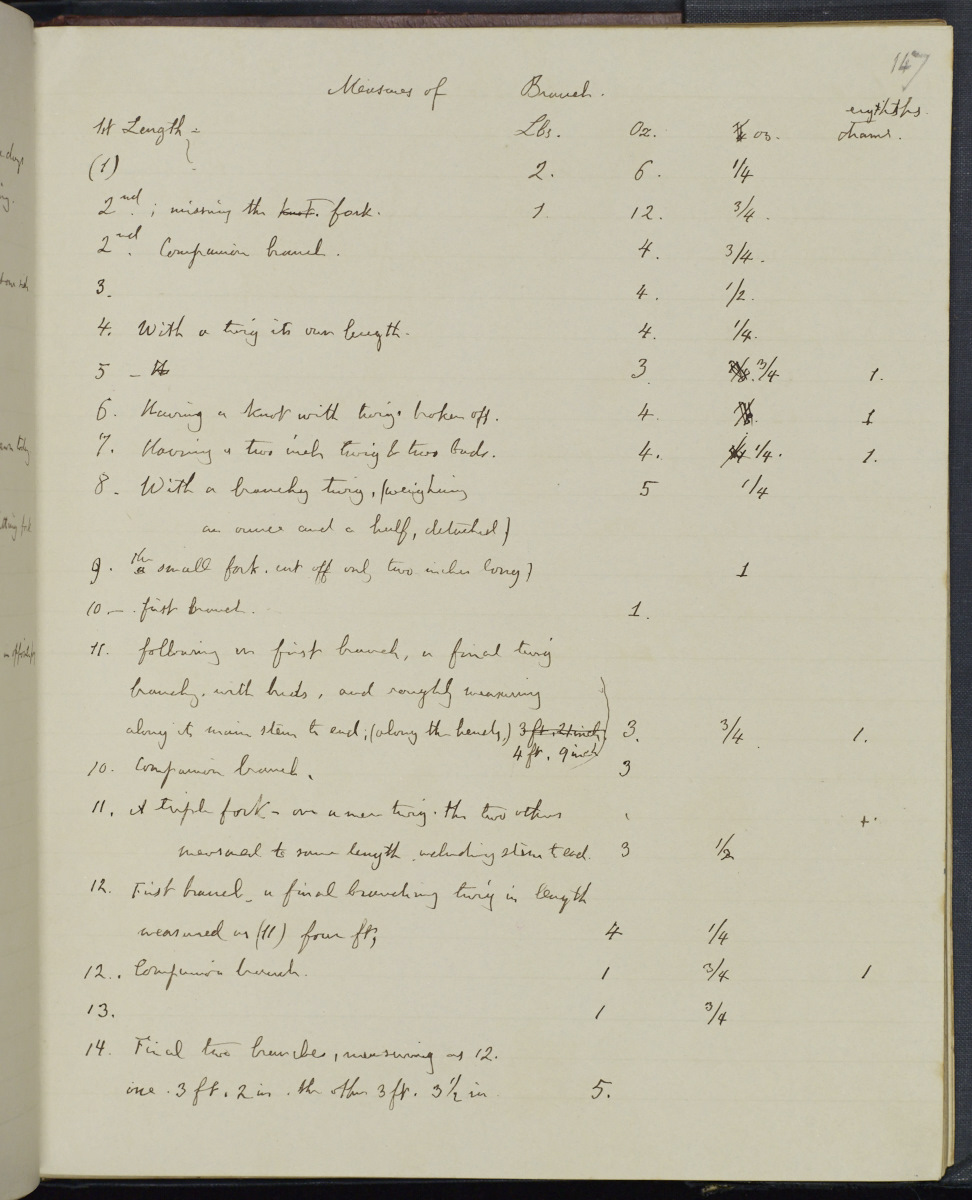 147
Measures of Branch.
1st Length - Lbs. Oz. ¼ oz. eighths drams.
(1) 2. 6. 1/4
2nd.; missing the knot. fork. 1. 12. 3/4.
2nd. Companion branch. 4. 3/4.
3. 4. 1/2.
4. With a twig its own length. 4. 1/4.
5 - 3. 3/4 1.
6. Having a knot with twigs broken off. 4. 1
7. Having a two inch twig & two buds. 4. 1/4. 1.
8. With a branchy twig, (weighing 5 1/4
an ounce and a half, detached)
9. The small fork. cut off only two inches long) 1
10 - . first branch. 1.
11. following on first branch, a final twig
branchy. with buds, and roughly measuring
along its main stem to end; (along the bends,) 3 ft. 2 inch, 3. 3/4. 1.
4 ft. 9 inch
10. Companion branch. 3
11. A triple fork - one a mere twig. the two others +
measured to same length including stem to end. 3 1/2
12. First branch, a final branching twig in length
measured as (11) four ft, 4 1/4
12.. Companion branch. 1 3/4 1
13. 1 3/4
14. Final two branches, measuring as 12.
one. 3 ft. 2 in. the other 3 ft. 3 1/2 in. 5.